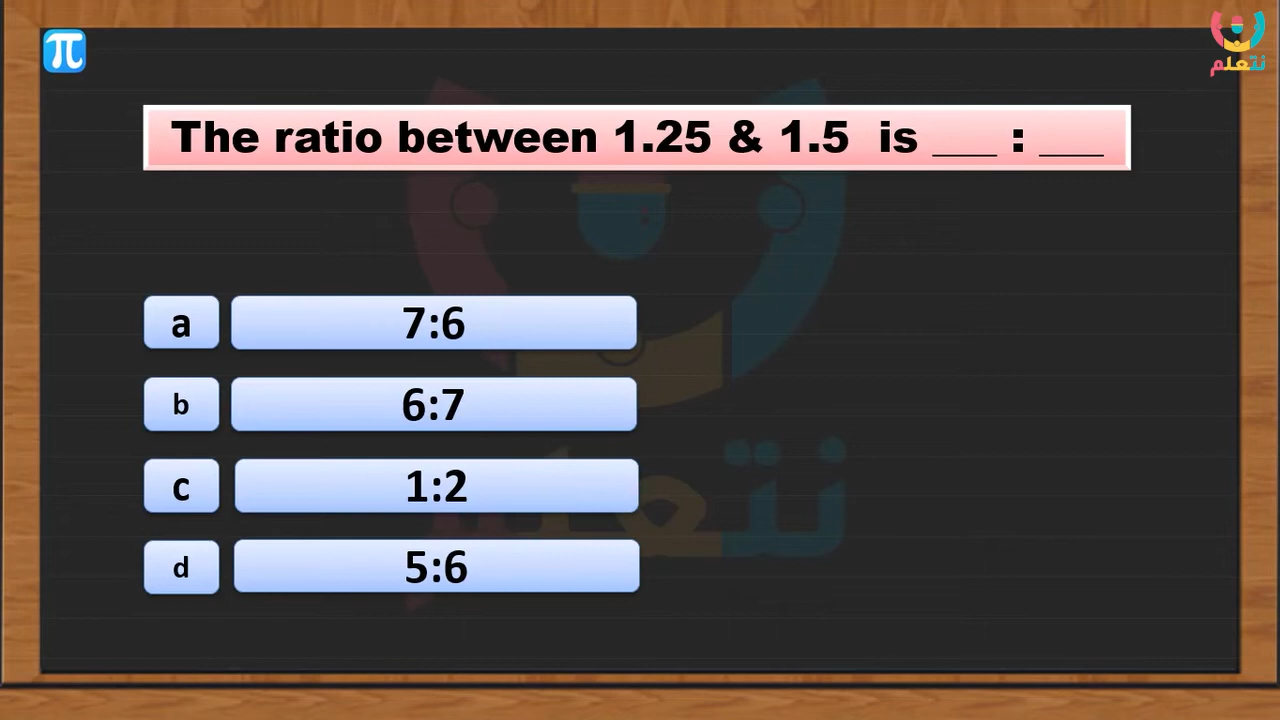 π
نتعلم
The ratio between 1.25 & 1.5 is ___ : ___
a 7:6
b 6:7
c 1:2
d 5:6
نتعلم